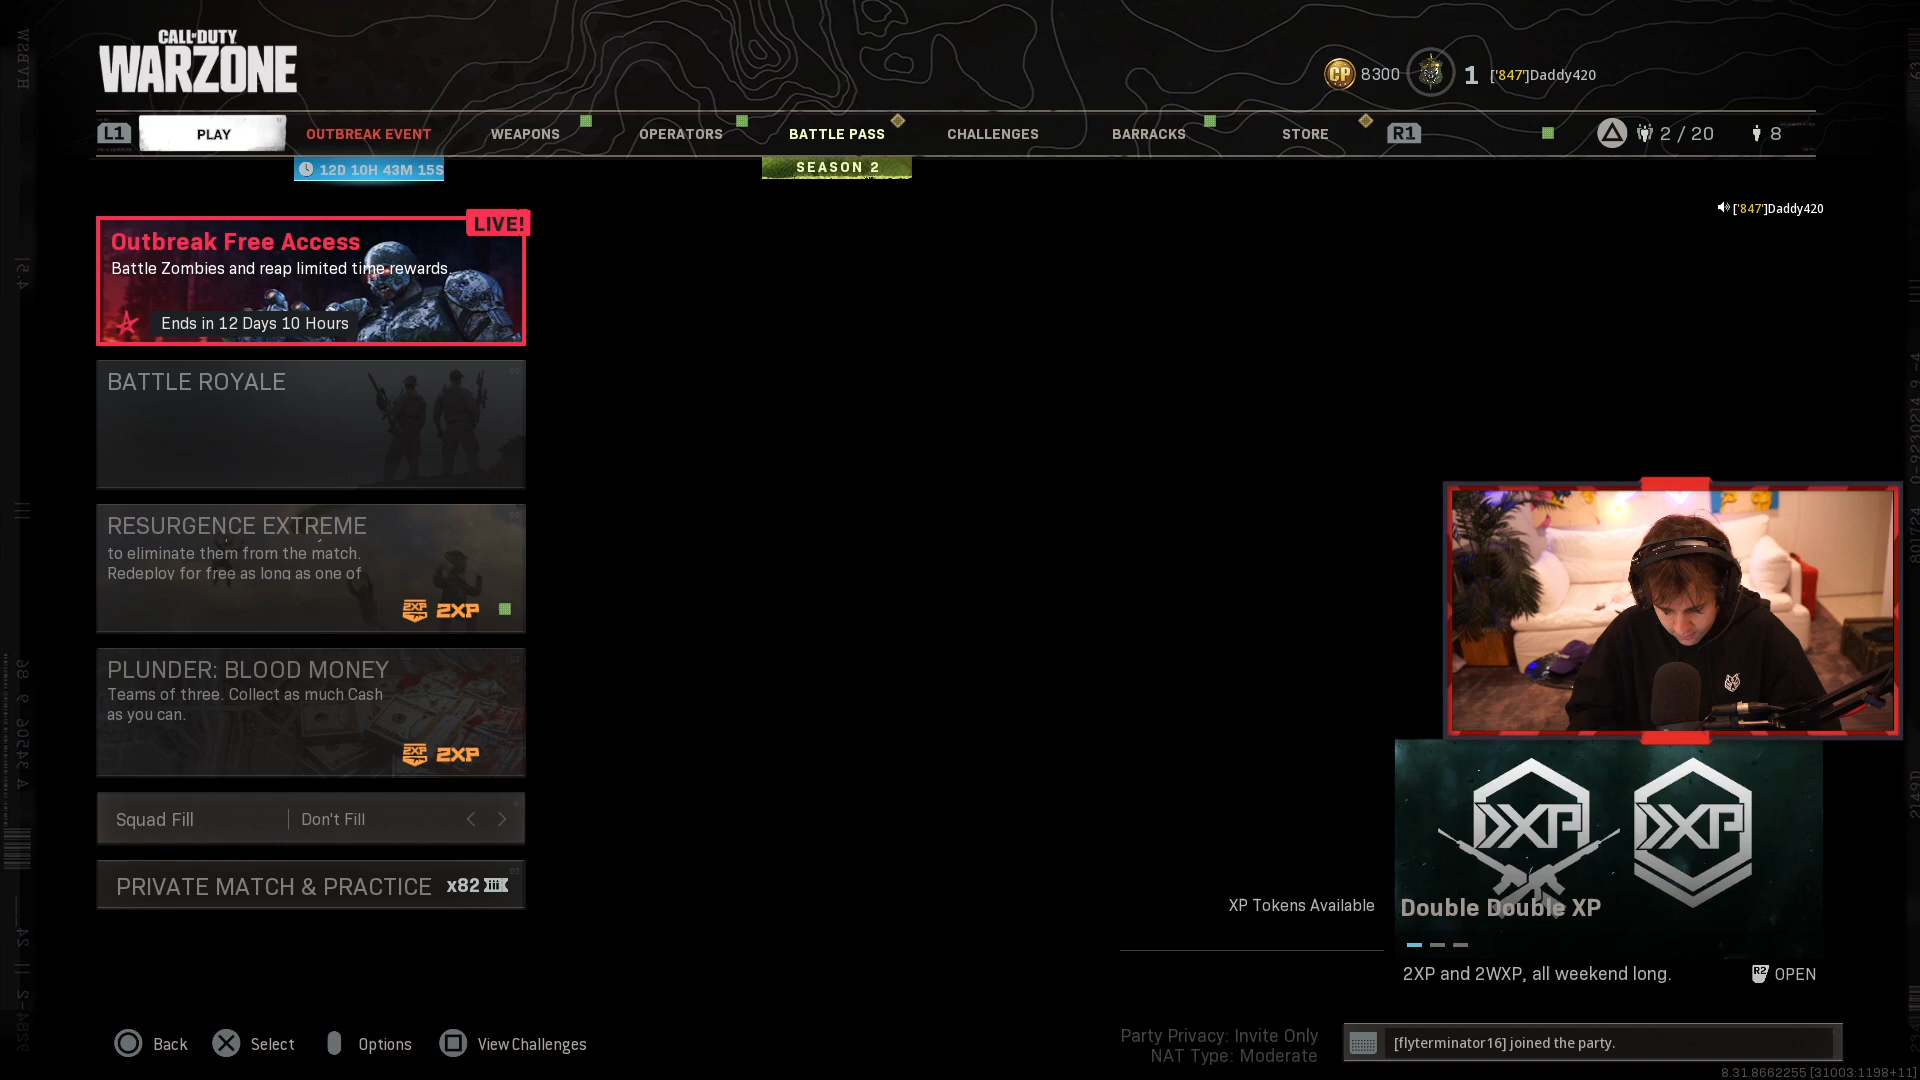 CALL OF DUTY
WARZONE
CP 8300
1
['847']Daddy420
L1
PLAY
OUTBREAK EVENT
WEAPONS
OPERATORS
BATTLE PASS
CHALLENGES
BARRACKS
STORE
R1
2 / 20
8
12D 10H 43M 15S
SEASON 2
['847']Daddy420
LIVE!
Outbreak Free Access
Battle Zombies and reap limited time rewards.
Ends in 12 Days 10 Hours
BATTLE ROYALE
RESURGENCE EXTREME
to eliminate them from the match.
Redeploy for free as long as one of
2XP 2XP
PLUNDER: BLOOD MONEY
Teams of three. Collect as much Cash
as you can.
2XP 2XP
Squad Fill
Don't Fill
PRIVATE MATCH & PRACTICE
x82
XP Tokens Available
DXP DXP
Double Double XP
2XP and 2WXP, all weekend long.
R2 OPEN
Back
Select
Options
View Challenges
Party Privacy: Invite Only
NAT Type: Moderate
[flyterminator16] joined the party.
8.31.8662255 [31003:1198+11]